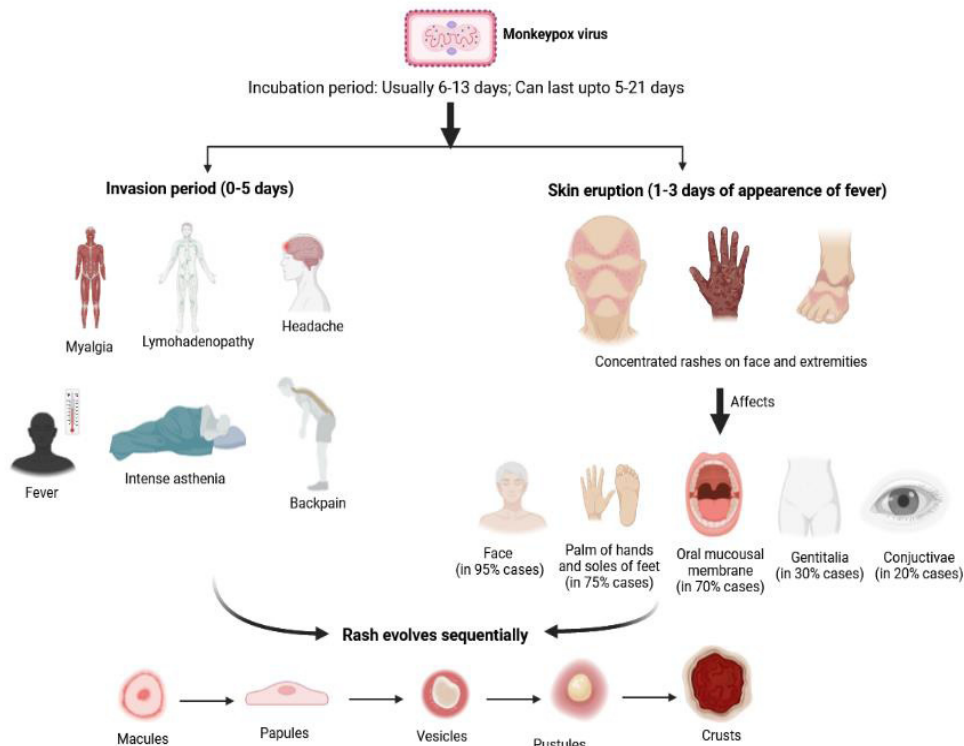 Monkeypox virus
Incubation period: Usually 6-13 days; Can last upto 5-21 days
Invasion period (0-5 days)
Myalgia
Lymohadenopathy
Headache
Fever
Intense asthenia
Backpain
Skin eruption (1-3 days of appearence of fever)
Concentrated rashes on face and extremities
Affects
Face
(in 95% cases)
Palm of hands
and soles of feet
(in 75% cases)
Oral mucousal
membrane
(in 70% cases)
Gentitalia
(in 30% cases)
Conjuctivae
(in 20% cases)
Rash evolves sequentially
Macules
Papules
Vesicles
Pustules
Crusts